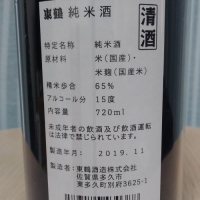 東鶴 純米酒
清酒
特定名称 純米酒
原材料 米(国産)・
米麹(国産米)
精米歩合 65%
アルコール分 15度
内容量 720ml
未成年者の飲酒及び飲酒運転
は法律で禁じられています。
製造年月 2019.11
製造者
東鶴酒造株式会社
佐賀県多久市
東多久町別府3625-1